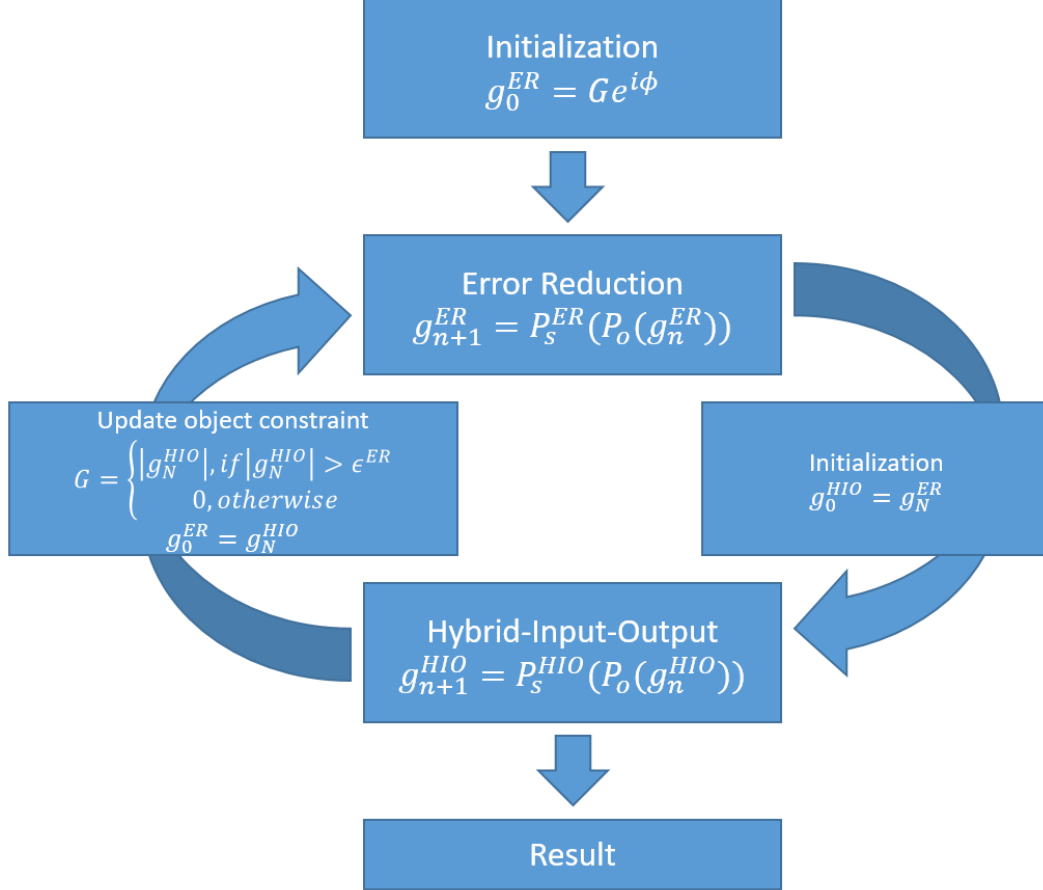 Initialization
g_0^{ER} = Ge^{iϕ}
Error Reduction
g_{n+1}^{ER} = P_s^{ER}(P_o(g_n^{ER}))
Update object constraint
G = {|g_N^{HIO}|, if|g_N^{HIO}| > ϵ^{ER}
0, otherwise
g_0^{ER} = g_N^{HIO}
Initialization
g_0^{HIO} = g_N^{ER}
Hybrid-Input-Output
g_{n+1}^{HIO} = P_s^{HIO}(P_o(g_n^{HIO}))
Result